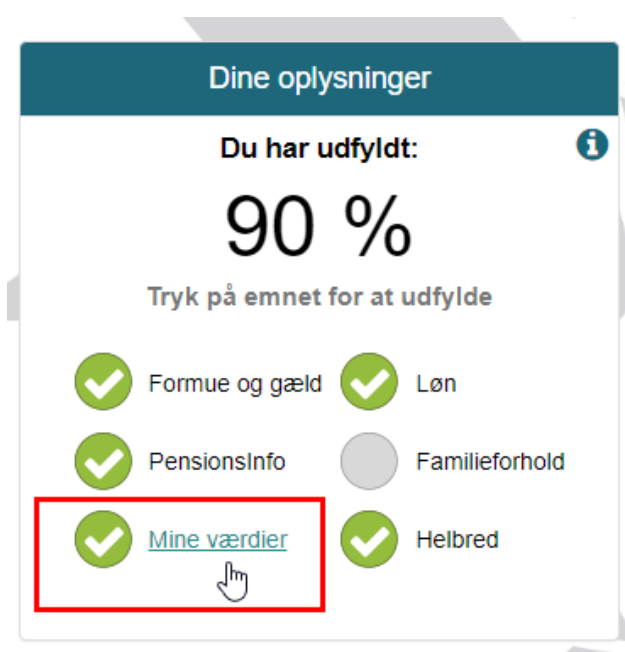 Dine oplysninger
Du har udfyldt:
90 %
Tryk på emnet for at udfylde
Formue og gæld
Løn
PensionsInfo
Familieforhold
Mine værdier
Helbred